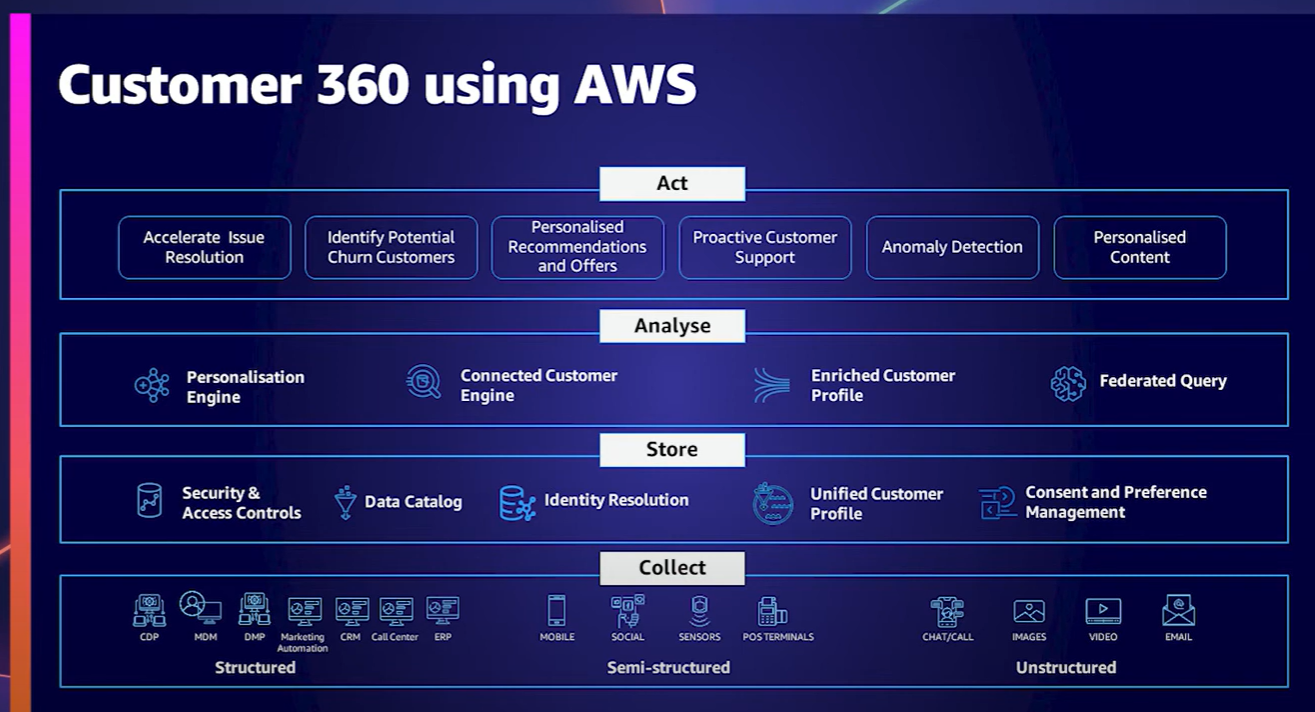 Customer 360 using AWS
Act
Accelerate Issue
Resolution
Identify Potential
Churn Customers
Personalised
Recommendations
and Offers
Proactive Customer
Support
Anomaly Detection
Personalised
Content
Analyse
Personalisation
Engine
Connected Customer
Engine
Enriched Customer
Profile
Federated Query
Store
Security &
Access Controls
Data Catalog
Identity Resolution
Unified Customer
Profile
Consent and Preference
Management
Collect
CDP
MDM
DMP
Marketing
Automation
CRM
Call Center
ERP
Structured
MOBILE
SOCIAL
SENSORS
POS TERMINALS
Semi-structured
CHAT/CALL
IMAGES
VIDEO
EMAIL
Unstructured